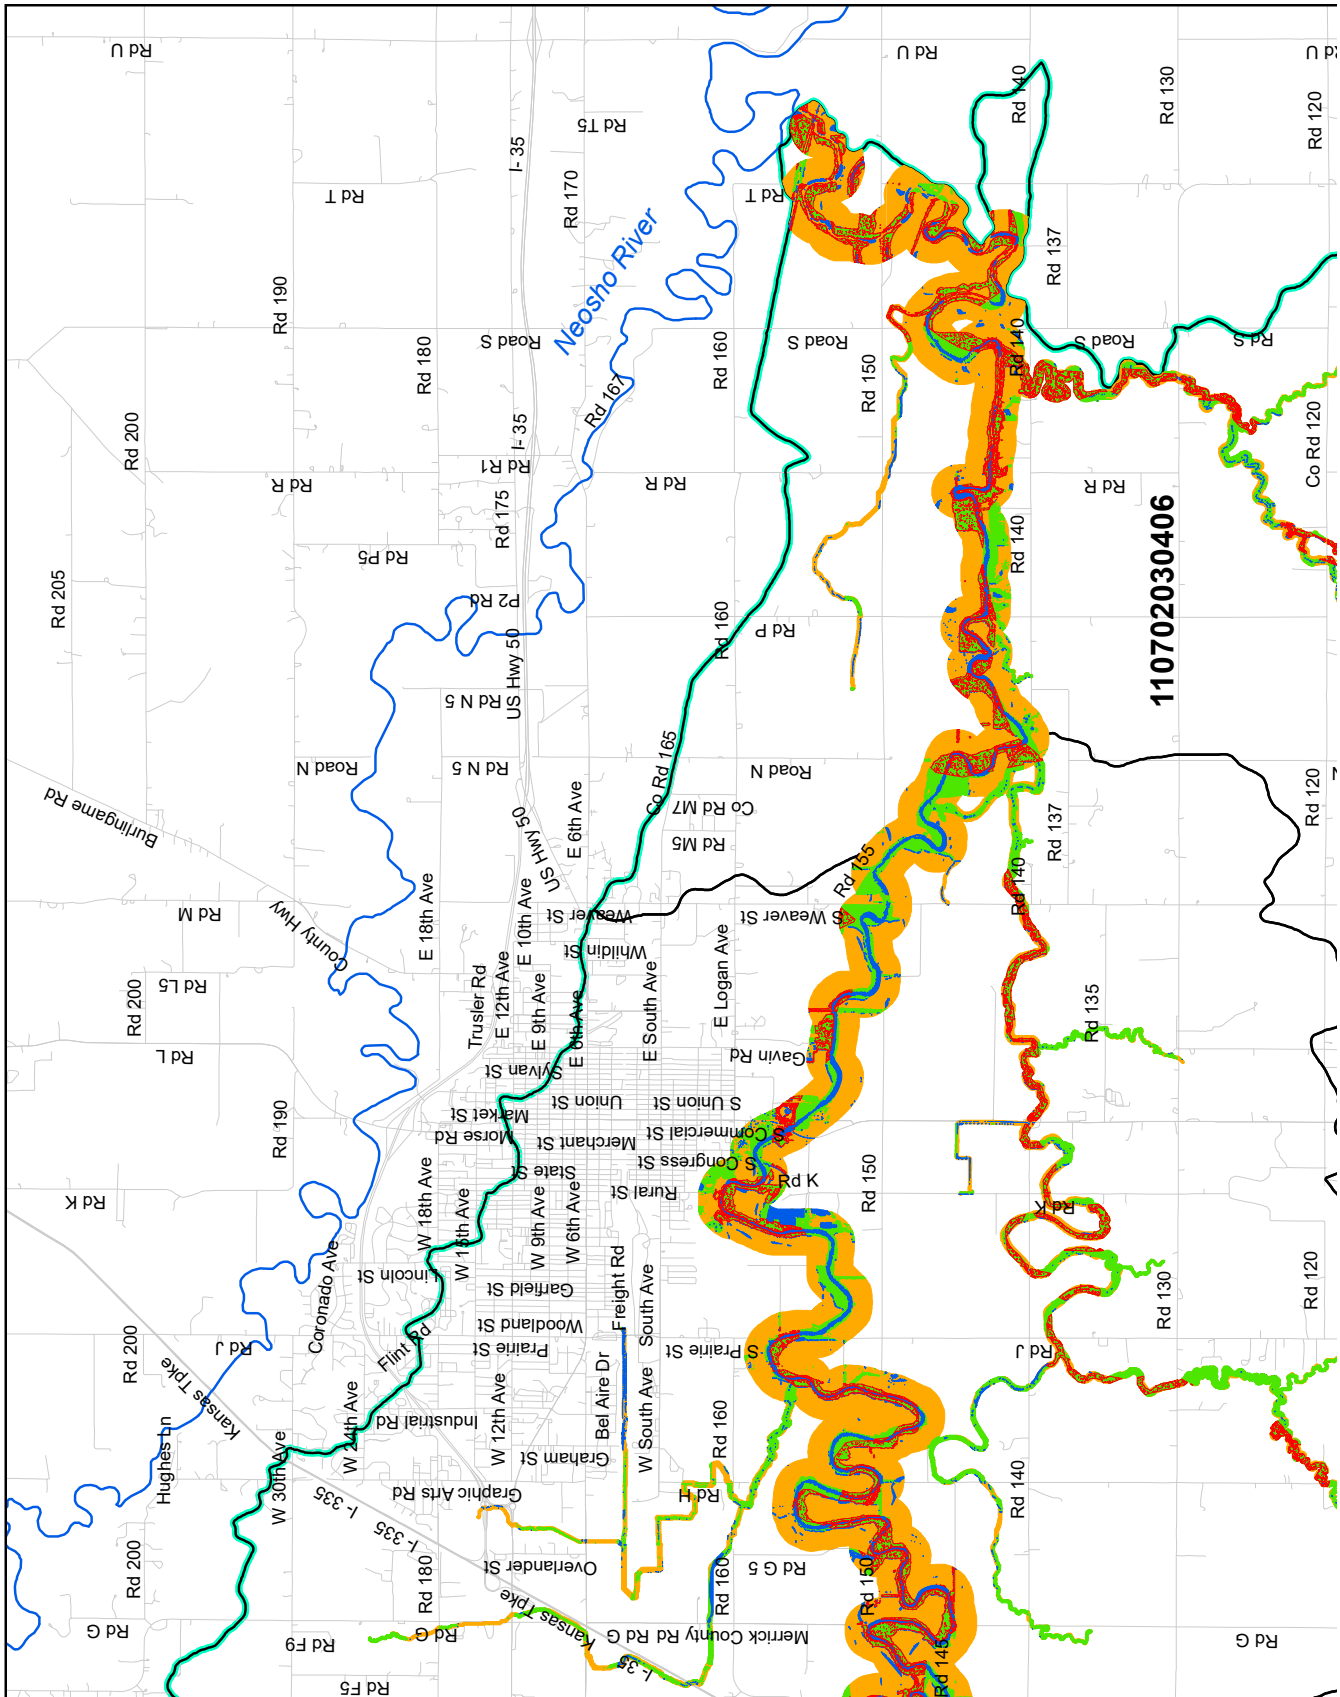 Rd U
Rd U
Rd U
Rd 140
Rd 130
Rd 120
Rd T5
I- 35
Rd T
Rd 170
Rd T
Rd 137
Neosho River
Rd 190
Rd 180
Road S
Rd 160
Road S
Rd 150
Rd 140
Road S
Rd S
Rd 167
Rd 200
I- 35
Rd R1
Rd R
Rd R
Rd R
Co Rd 120
Rd 175
Rd P5
Rd 140
11070203040​6
Rd 205
P2 Rd
Rd 160
Rd P
US Hwy 50
Rd N 5
Road N
Rd N 5
Co Rd 165
Road N
Rd 120
N
Burlingame Rd
US Hwy 50
E 6th Ave
Co Rd M7
Rd M5
Rd 137
Rd 155
Rd 140
Rd M
County Hwy
E 18th Ave
E 10th Ave
Weaver St
S Weaver St
Whildin St
Rd L5
Rd 200
Trusler Rd
E 12th Ave
E 9th Ave
E 6th Ave
E South Ave
E Logan Ave
Rd 135
Rd L
Gavin Rd
Sylvan St
Union St
S Union St
Rd 190
Market St
Morse Rd
Merchant St
S Commercial St
State St
S Congress St
Rd K
Rural St
Rd K
Rd 150
Rd K
W 18th Ave
W 15th Ave
W 9th Ave
W 6th Ave
Coronado Ave
Lincoln St
Garfield St
Freight Rd
South Ave
Rd 130
Rd 120
Woodland St
Prairie St
S Prairie St
Rd J
Rd J
Rd 200
Kansas Tpke
Flint Rd
Hughes Ln
W 30th Ave
W 24th Ave
Industrial Rd
W 12th Ave
Bel Aire Dr
W South Ave
Rd 160
Graham St
Graphic Arts Rd
Rd H
Rd 140
I- 335
I- 335
Rd 200
Rd 180
Overlander St
Rd 160
Rd G 5
Rd 150
Kansas Tpke
Rd G
Rd F9
Rd G
Merrick County Rd Rd G
Rd G
I- 35
Rd 145
Rd F5